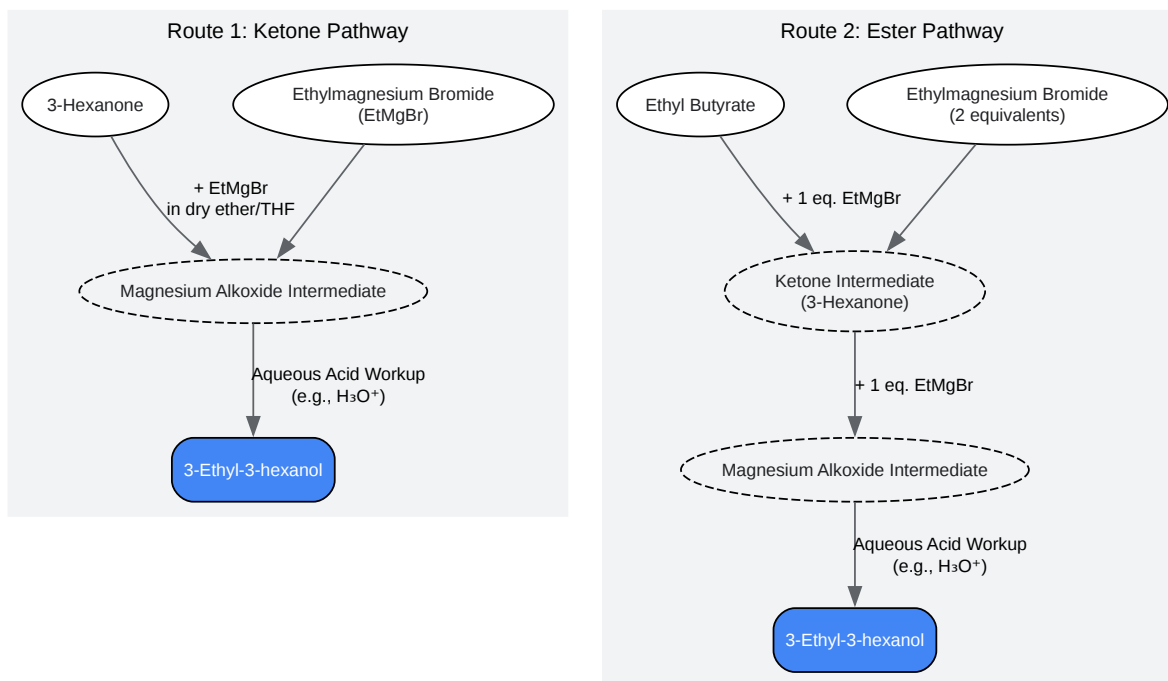 Route 1: Ketone Pathway
3-Hexanone
Ethylmagnesium Bromide
(EtMgBr)
+ EtMgBr
in dry ether/THF
Magnesium Alkoxide Intermediate
Aqueous Acid Workup
(e.g., H₃O⁺)
3-Ethyl-3-hexanol
Route 2: Ester Pathway
Ethyl Butyrate
Ethylmagnesium Bromide
(2 equivalents)
+ 1 eq. EtMgBr
Ketone Intermediate
(3-Hexanone)
+ 1 eq. EtMgBr
Magnesium Alkoxide Intermediate
Aqueous Acid Workup
(e.g., H₃O⁺)
3-Ethyl-3-hexanol